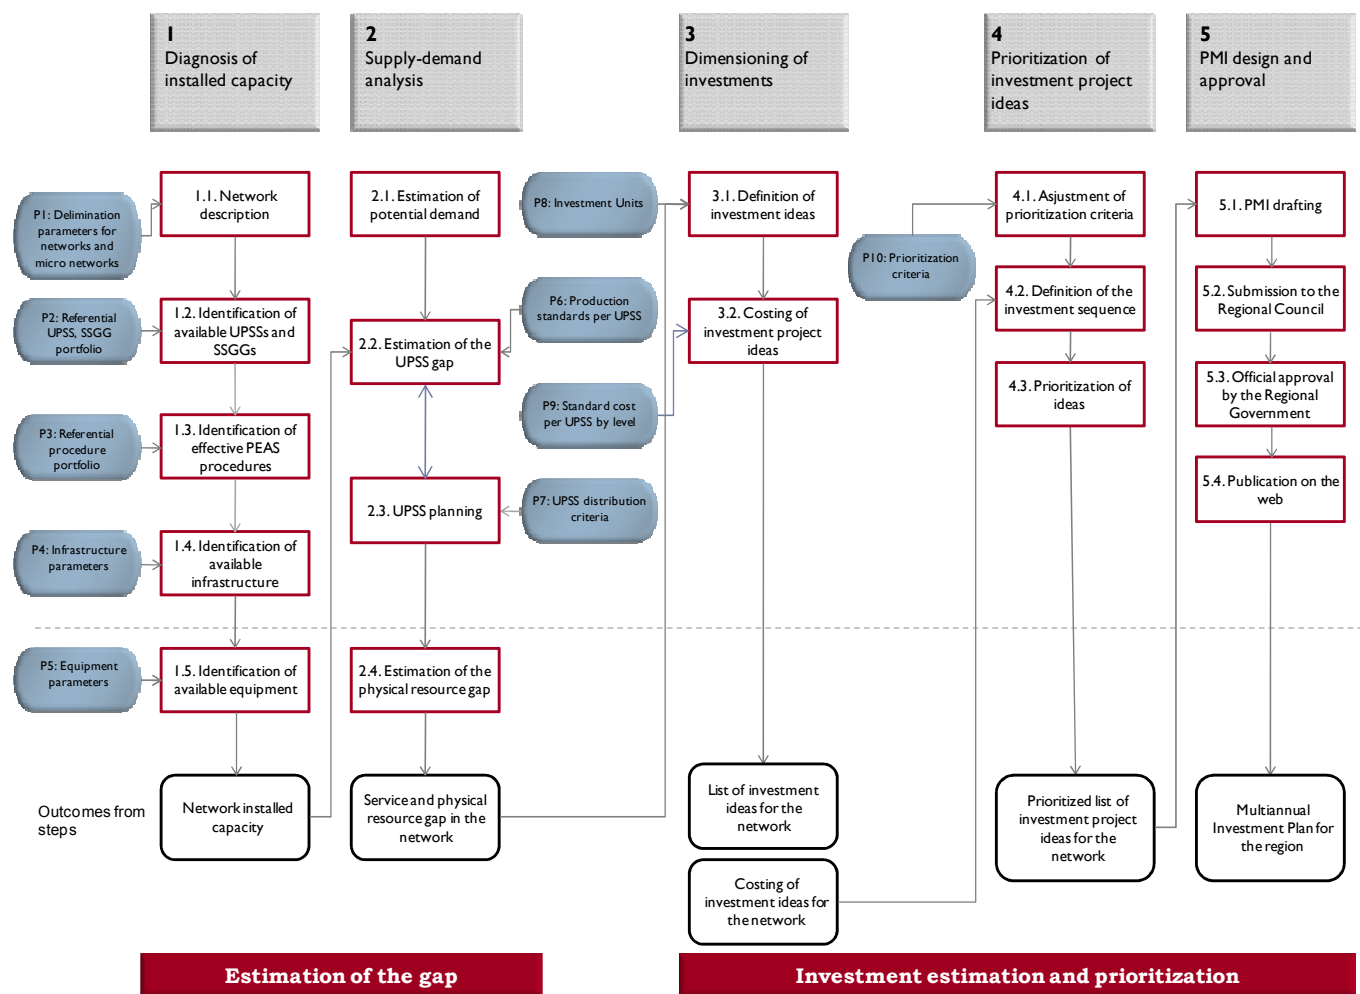 1
Diagnosis of
installed capacity
2
Supply-demand
analysis
3
Dimensioning of
investments
4
Prioritization of
investment project
ideas
5
PMI design and
approval
P1: Delimination
parameters for
networks and
micro networks
1.1. Network
description
P2: Referential
UPSS, SSGG
portfolio
1.2. Identification
of available UPSSs and
SSGGs
P3: Referential
procedure
portfolio
1.3. Identification of
effective PEAS
procedures
P4: Infrastructure
parameters
1.4. Identification of
available
infrastructure
P5: Equipment
parameters
1.5. Identification of
available equipment
2.1. Estimation of
potential demand
2.2. Estimation of the
UPSS gap
P6: Production
standards per UPSS
2.3. UPSS planning
P7: UPSS distribution
criteria
2.4. Estimation of the
physical resource gap
P8: Investment Units
3.1. Definition of
investment ideas
P9: Standard cost
per UPSS by level
3.2. Costing of
investment project
ideas
P10: Prioritization
criteria
4.1. Asjustment of
prioritization criteria
4.2. Definition of the
investment sequence
4.3. Prioritization of
ideas
5.1. PMI drafting
5.2. Submission to the
Regional Council
5.3. Official approval
by the Regional
Government
5.4. Publication on the
web
Outcomes from
steps
Network installed
capacity
Service and physical
resource gap in the
network
List of investment
ideas for the
network
Costing of
investment ideas for
the network
Prioritized list of
investment project
ideas for the
network
Multiannual
Investment Plan for
the region
Estimation of the gap
Investment estimation and prioritization